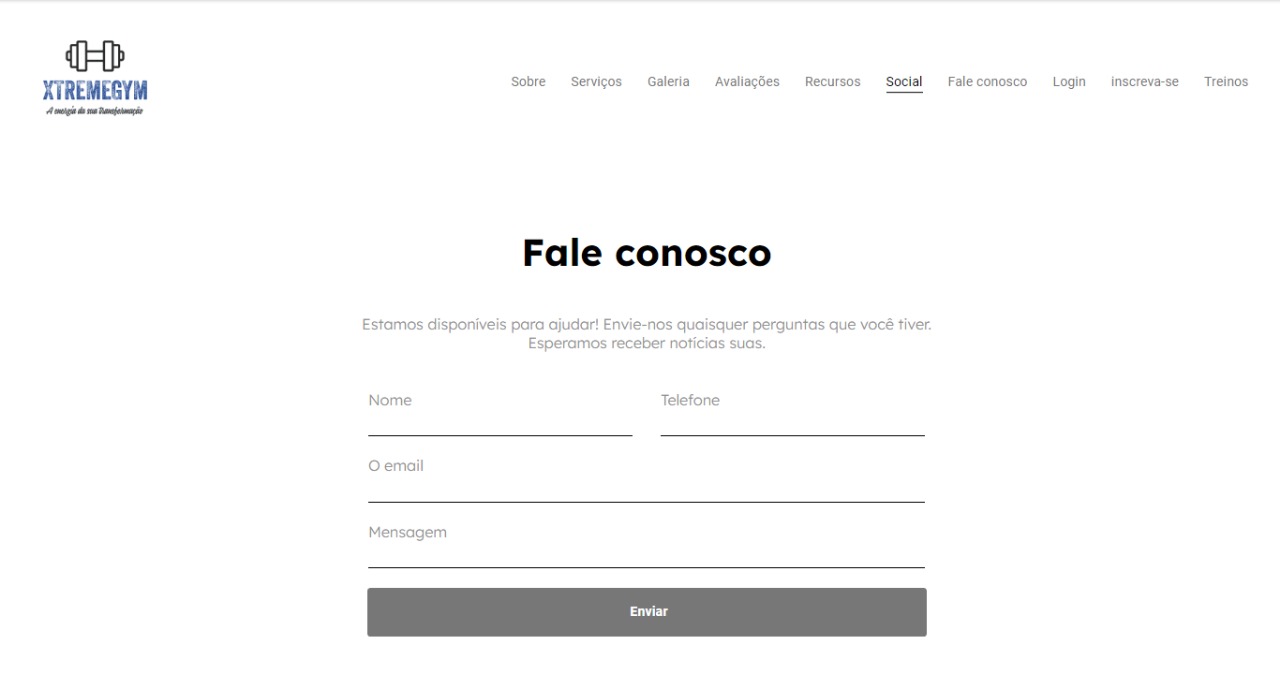 XTREMEGYM
A energia da sua transformação
Sobre Serviços Galeria Avaliações Recursos Social Fale conosco Login inscreva-se Treinos
Fale conosco
Estamos disponíveis para ajudar! Envie-nos quaisquer perguntas que você tiver.
Esperamos receber notícias suas.
Nome Telefone
O email
Mensagem
Enviar